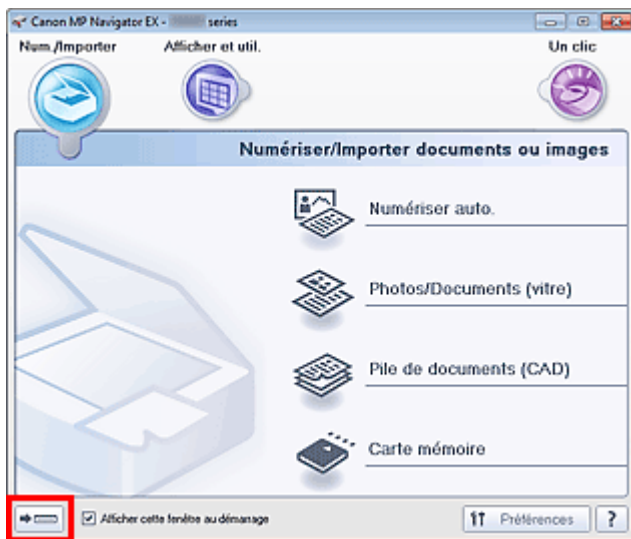 Canon MP Navigator EX - series
Num./Importer Afficher et util. Un clic
Numériser/Importer documents ou images
Numériser auto.
Photos/Documents (vitre)
Pile de documents (CAD)
Carte mémoire
Afficher cette fenêtre au démarrage Préférences ?